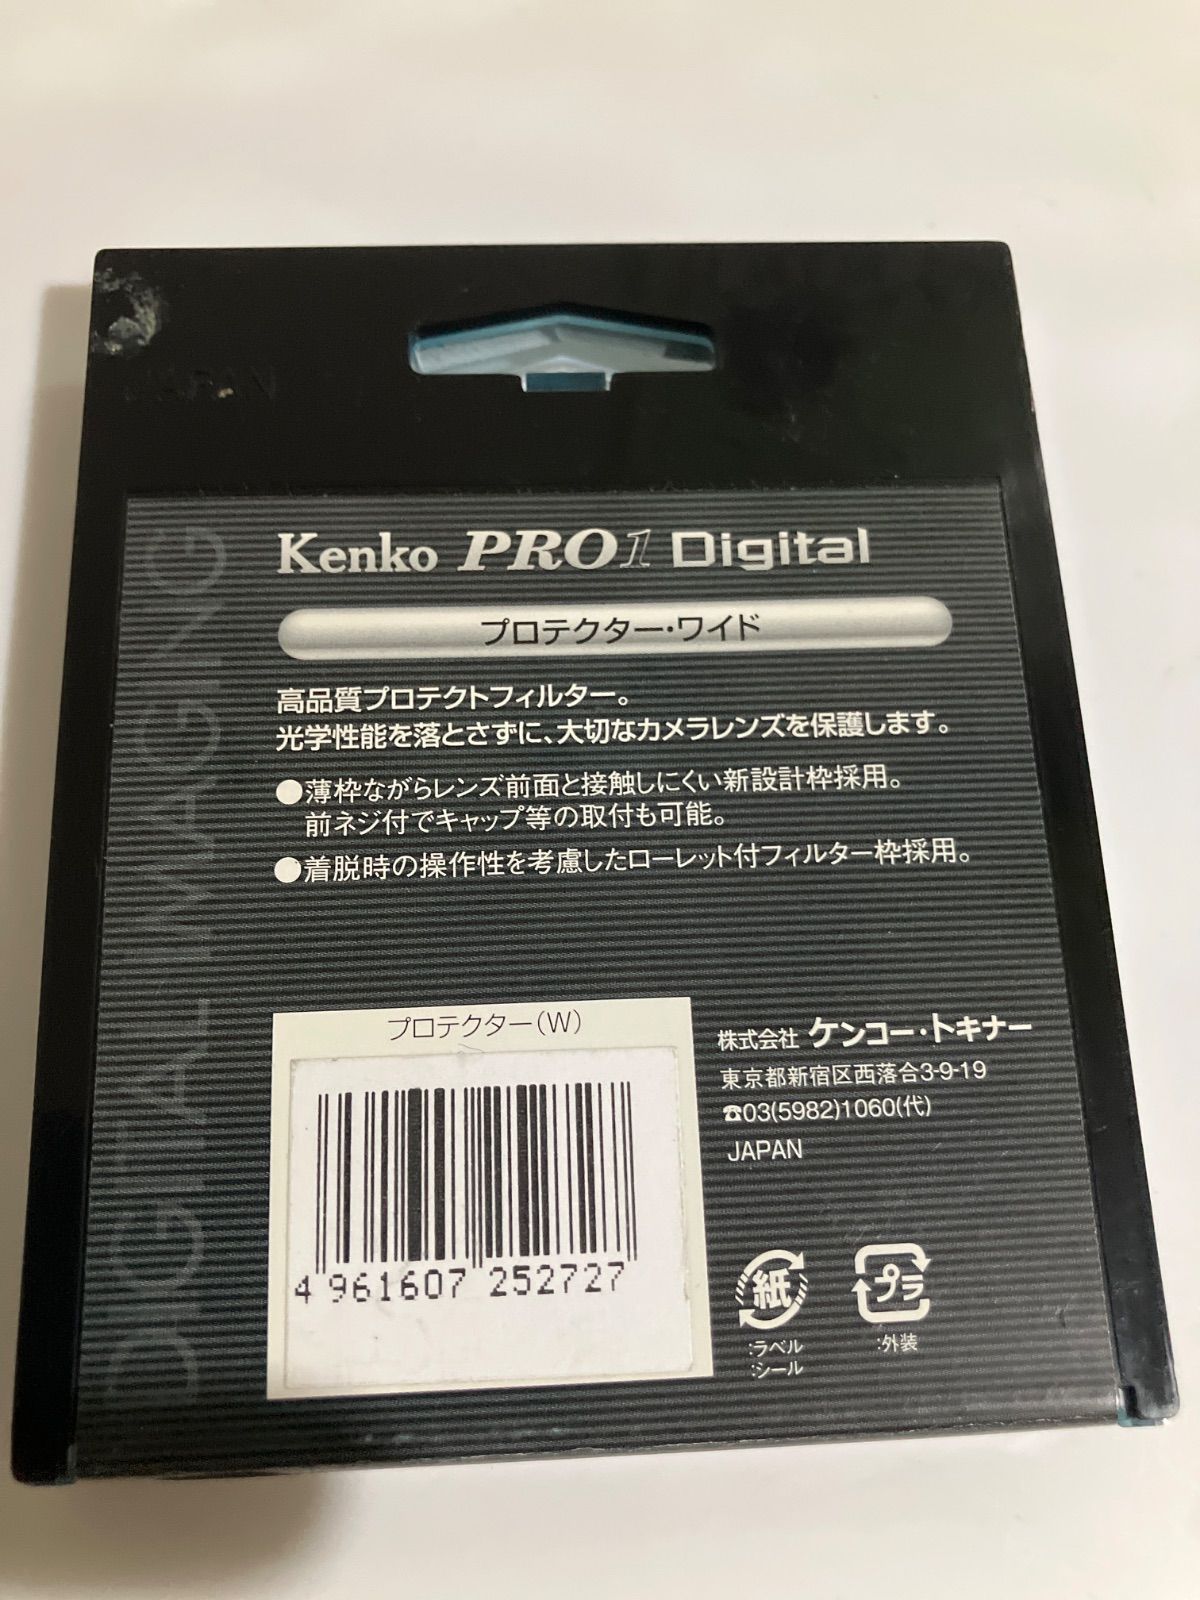 JAPAN
Kenko PRO1 Digital
プロテクター・ワイド
高品質プロテクトフィルター。
光学性能を落とさずに、大切なカメラレンズを保護します。
●薄枠ながらレンズ前面と接触しにくい新設計枠採用。
前ネジ付でキャップ等の取付も可能。
●着脱時の操作性を考慮したローレット付フィルター枠採用。
DIGITAL IMAGING
プロテクター(W)
4 961607 252727
株式会社 ケンコー・トキナー
東京都新宿区西落合3-9-19
☎03(5982)1060(代)
JAPAN
紙
:ラベル
:シール
プラ
:外装